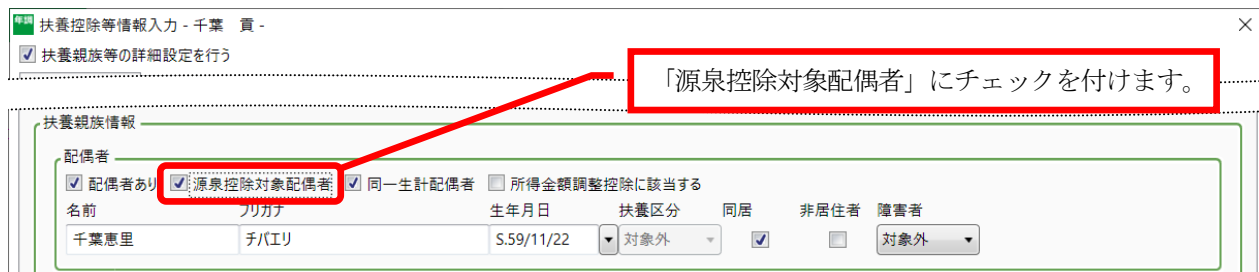 年調 扶養控除等情報入力 - 千葉　貢 -
扶養親族等の詳細設定を行う
「源泉控除対象配偶者」にチェックを付けます。
扶養親族情報
配偶者
配偶者あり 源泉控除対象配偶者 同一生計配偶者 所得金額調整控除に該当する
名前 フリガナ 生年月日 扶養区分 同居 非居住者 障害者
千葉恵里 チバエリ S.59/11/22 対象外 対象外